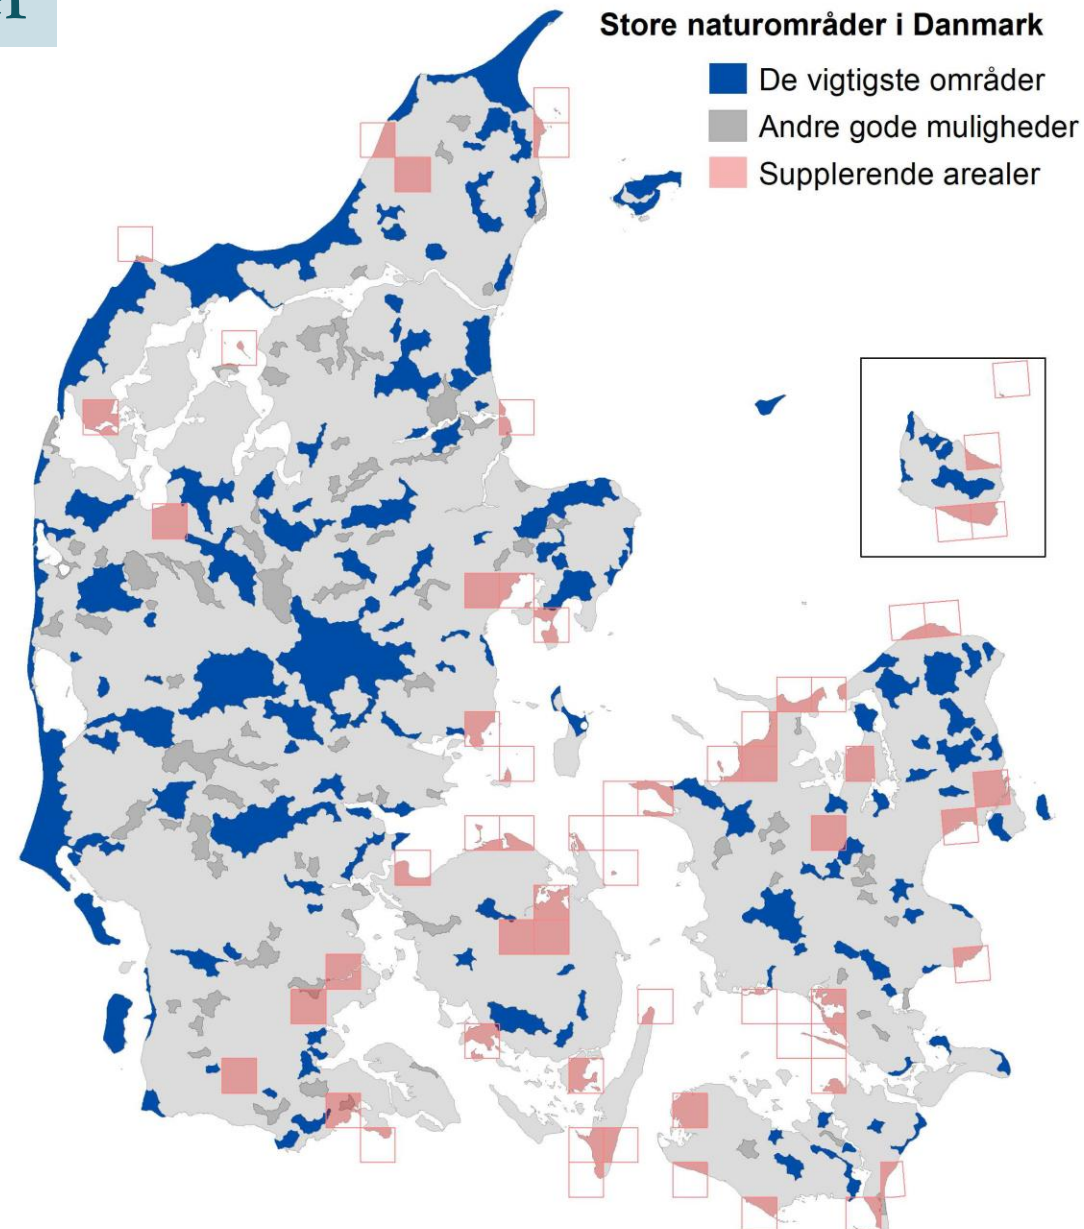 Store naturområder i Danmark
De vigtigste områder
Andre gode muligheder
Supplerende arealer